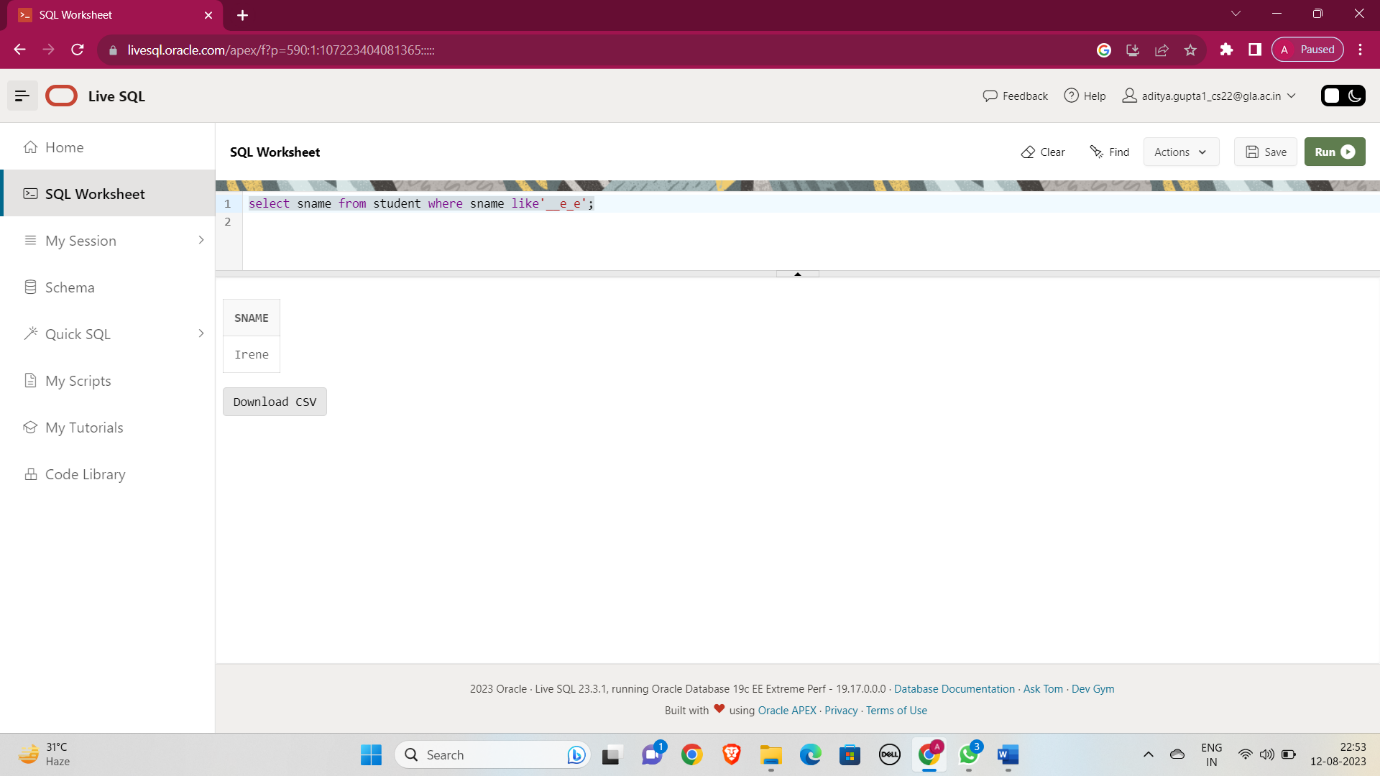 SQL Worksheet
livesql.oracle.com/apex/f?p=590:1:107223404081365:::::
A Paused
Live SQL
Feedback
Help
aditya.gupta1_cs22@gla.ac.in
Home
SQL Worksheet
My Session
Schema
Quick SQL
My Scripts
My Tutorials
Code Library
SQL Worksheet
Clear
Find
Actions
Save
Run
1 select sname from student where sname like'__e_e';
2
SNAME
Irene
Download CSV
2023 Oracle · Live SQL 23.3.1, running Oracle Database 19c EE Extreme Perf - 19.17.0.0.0 · Database Documentation · Ask Tom · Dev Gym
Built with ❤ using Oracle APEX · Privacy · Terms of Use
31°C
Haze
Search
1
DELL
A
3
W
ENG
IN
22:53
12-08-2023